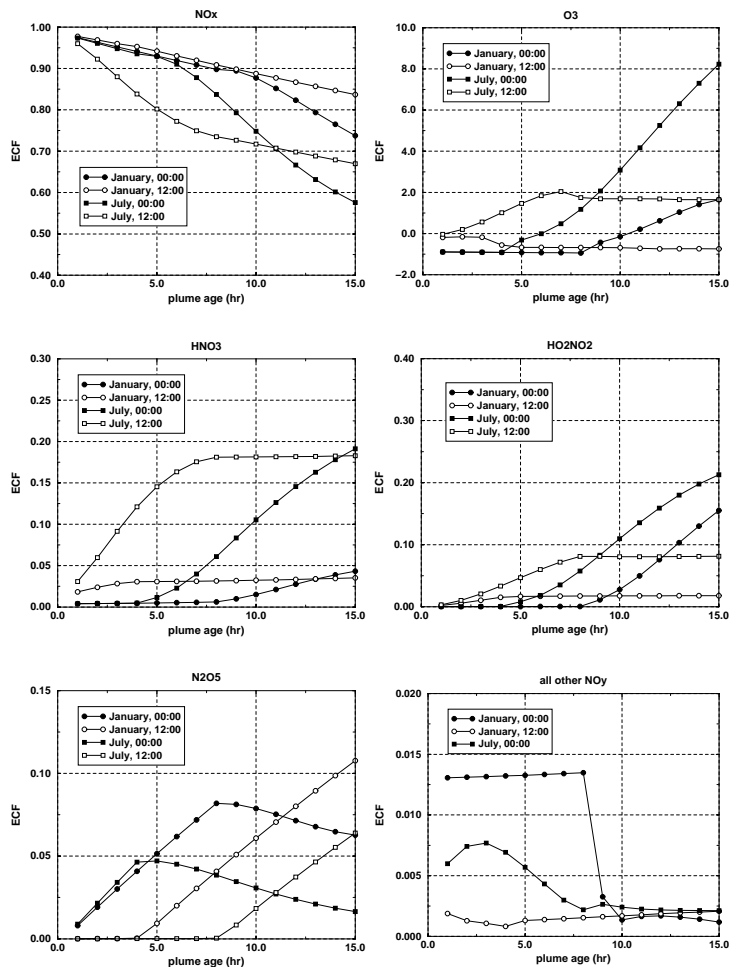 NOx
1.00
0.90
0.80
0.70
0.60
0.50
0.40
ECF
January, 00:00
January, 12:00
July, 00:00
July, 12:00
0.0 5.0 10.0 15.0
plume age (hr)
O3
10.0
8.0
6.0
4.0
2.0
0.0
−2.0
ECF
January, 00:00
January, 12:00
July, 00:00
July, 12:00
0.0 5.0 10.0 15.0
plume age (hr)
HNO3
0.30
0.25
0.20
0.15
0.10
0.05
0.00
ECF
January, 00:00
January, 12:00
July, 00:00
July, 12:00
0.0 5.0 10.0 15.0
plume age (hr)
HO2NO2
0.40
0.30
0.20
0.10
0.00
ECF
January, 00:00
January, 12:00
July, 00:00
July, 12:00
0.0 5.0 10.0 15.0
plume age (hr)
N2O5
0.15
0.10
0.05
0.00
ECF
January, 00:00
January, 12:00
July, 00:00
July, 12:00
0.0 5.0 10.0 15.0
plume age (hr)
all other NOy
0.020
0.015
0.010
0.005
0.000
ECF
January, 00:00
January, 12:00
July, 00:00
0.0 5.0 10.0 15.0
plume age (hr)